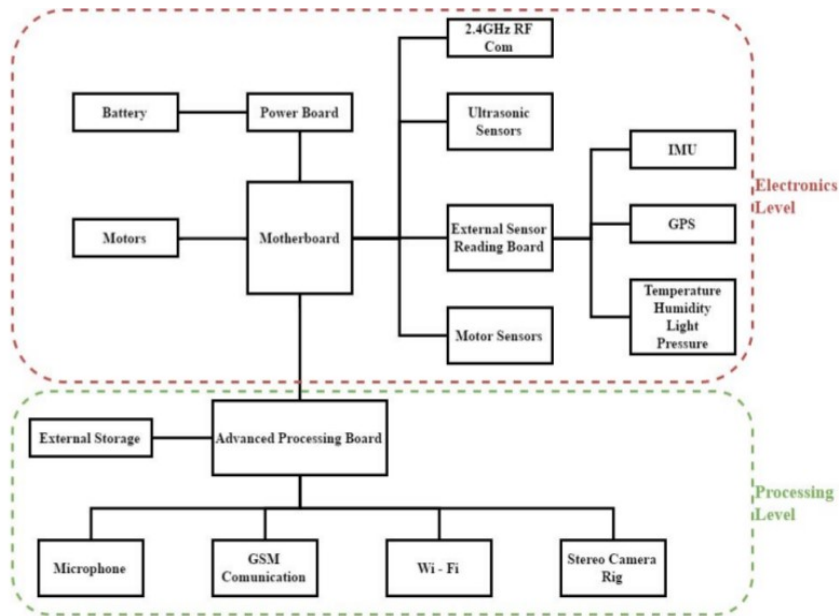 2.4GHz RF
Com
Battery
Power Board
Ultrasonic
Sensors
IMU
Electronics
Level
Motors
Motherboard
External Sensor
Reading Board
GPS
Temperature
Humidity
Light
Pressure
Motor Sensors
External Storage
Advanced Processing Board
Processing
Level
Microphone
GSM
Comunication
Wi - Fi
Stereo Camera
Rig